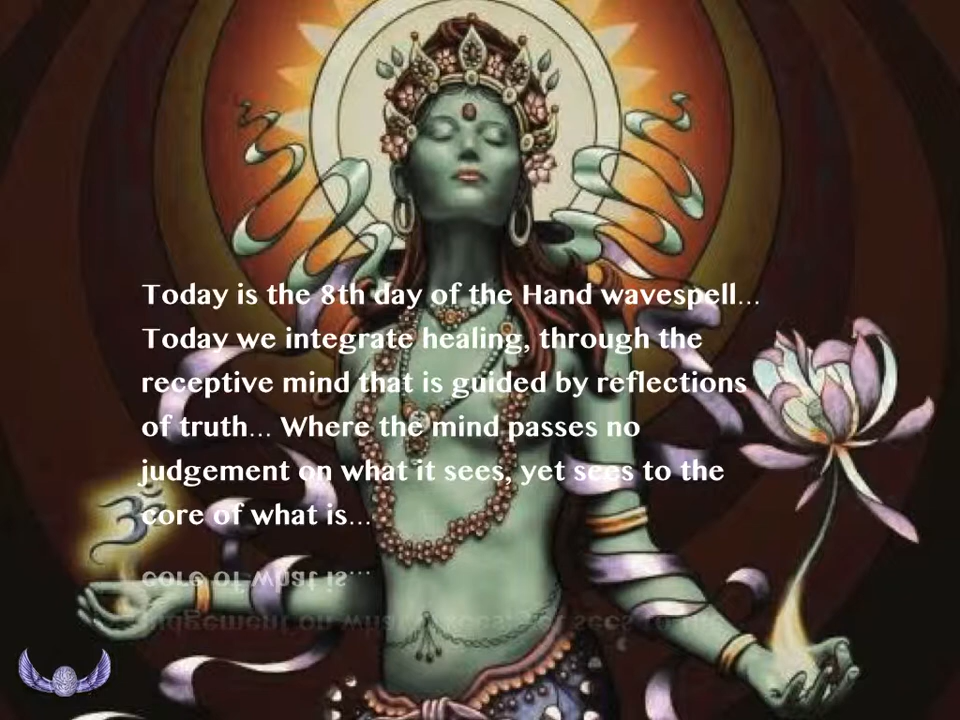 Today is the 8th day of the Hand wavespell...
Today we integrate healing, through the
receptive mind that is guided by reflections
of truth... Where the mind passes no
judgement on what it sees, yet sees to the
core of what is...
ॐ